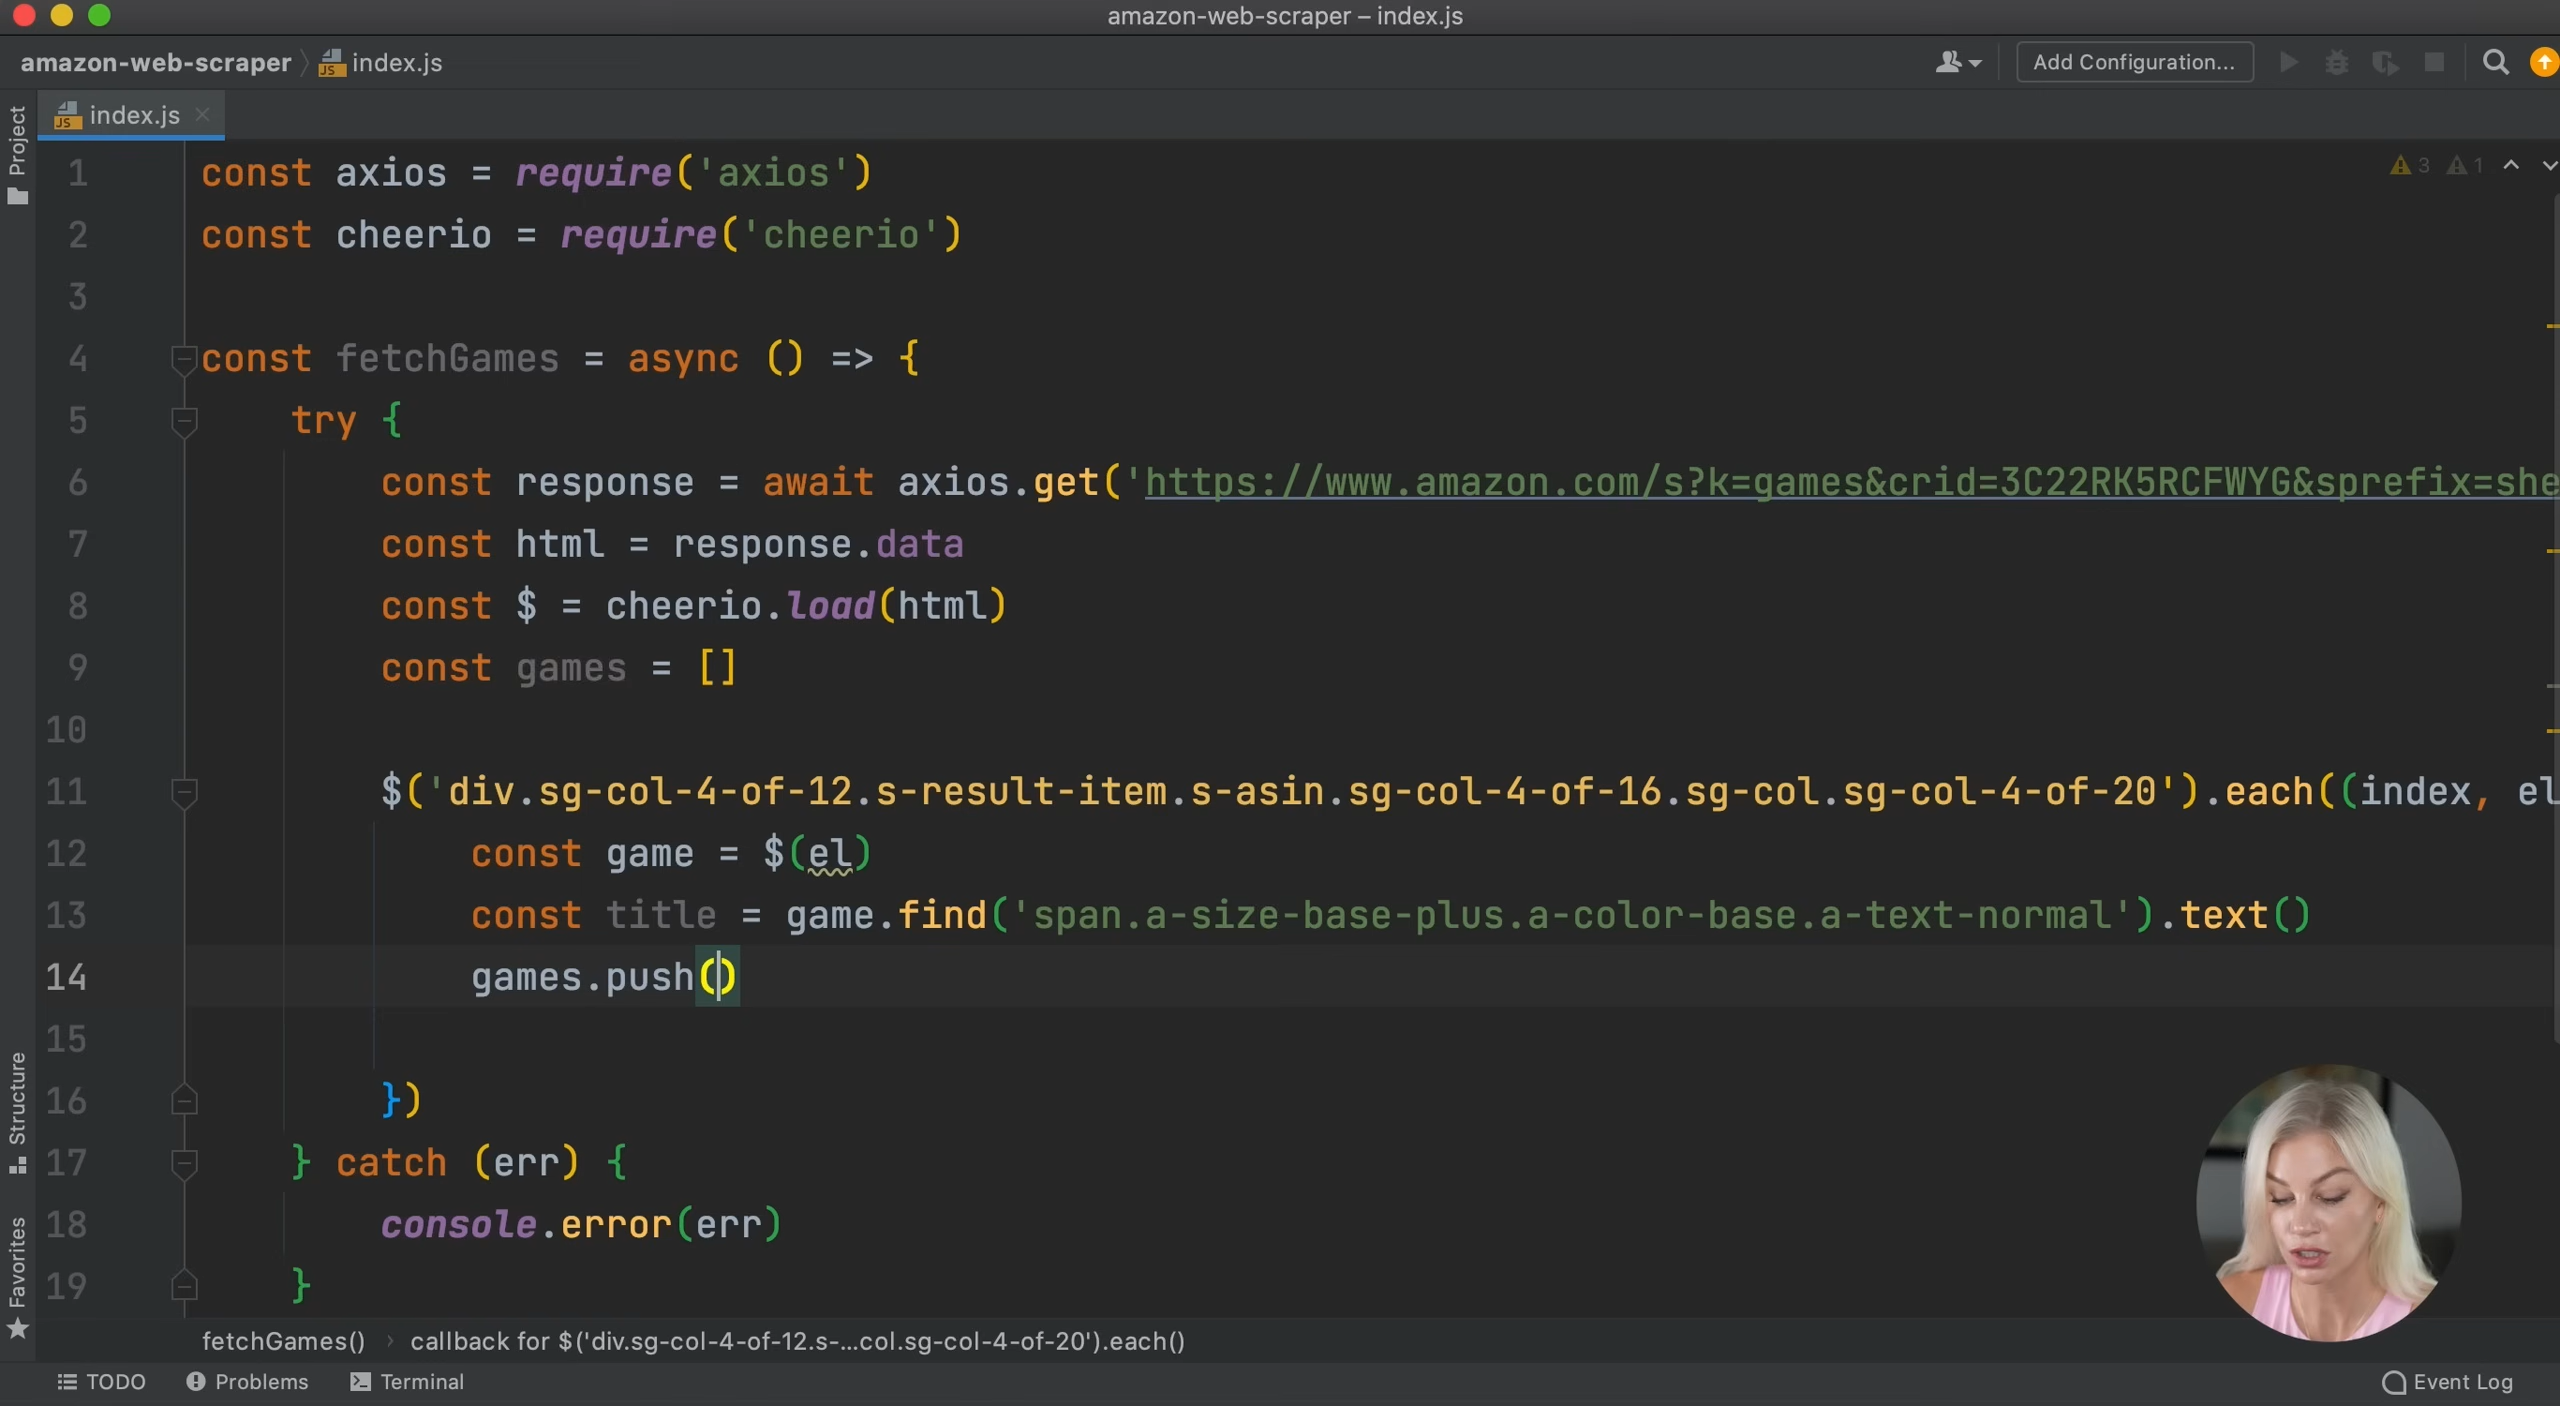 amazon-web-scraper – index.js
amazon-web-scraper index.js
Add Configuration...
Project
index.js
3 1
1 const axios = require('axios')
2 const cheerio = require('cheerio')
3
4 const fetchGames = async () => {
5 try {
6 const response = await axios.get('https://www.amazon.com/s?k=games&crid=3C22RK5RCFWYG&sprefix=she
7 const html = response.data
8 const $ = cheerio.load(html)
9 const games = []
10
11 $('div.sg-col-4-of-12.s-result-item.s-asin.sg-col-4-of-16.sg-col.sg-col-4-of-20').each((index, el
12 const game = $(el)
13 const title = game.find('span.a-size-base-plus.a-color-base.a-text-normal').text()
14 games.push()
15
16 })
17 } catch (err) {
18 console.error(err)
19 }
Structure
Favorites
fetchGames() › callback for $('div.sg-col-4-of-12.s-...col.sg-col-4-of-20').each()
TODO Problems Terminal Event Log